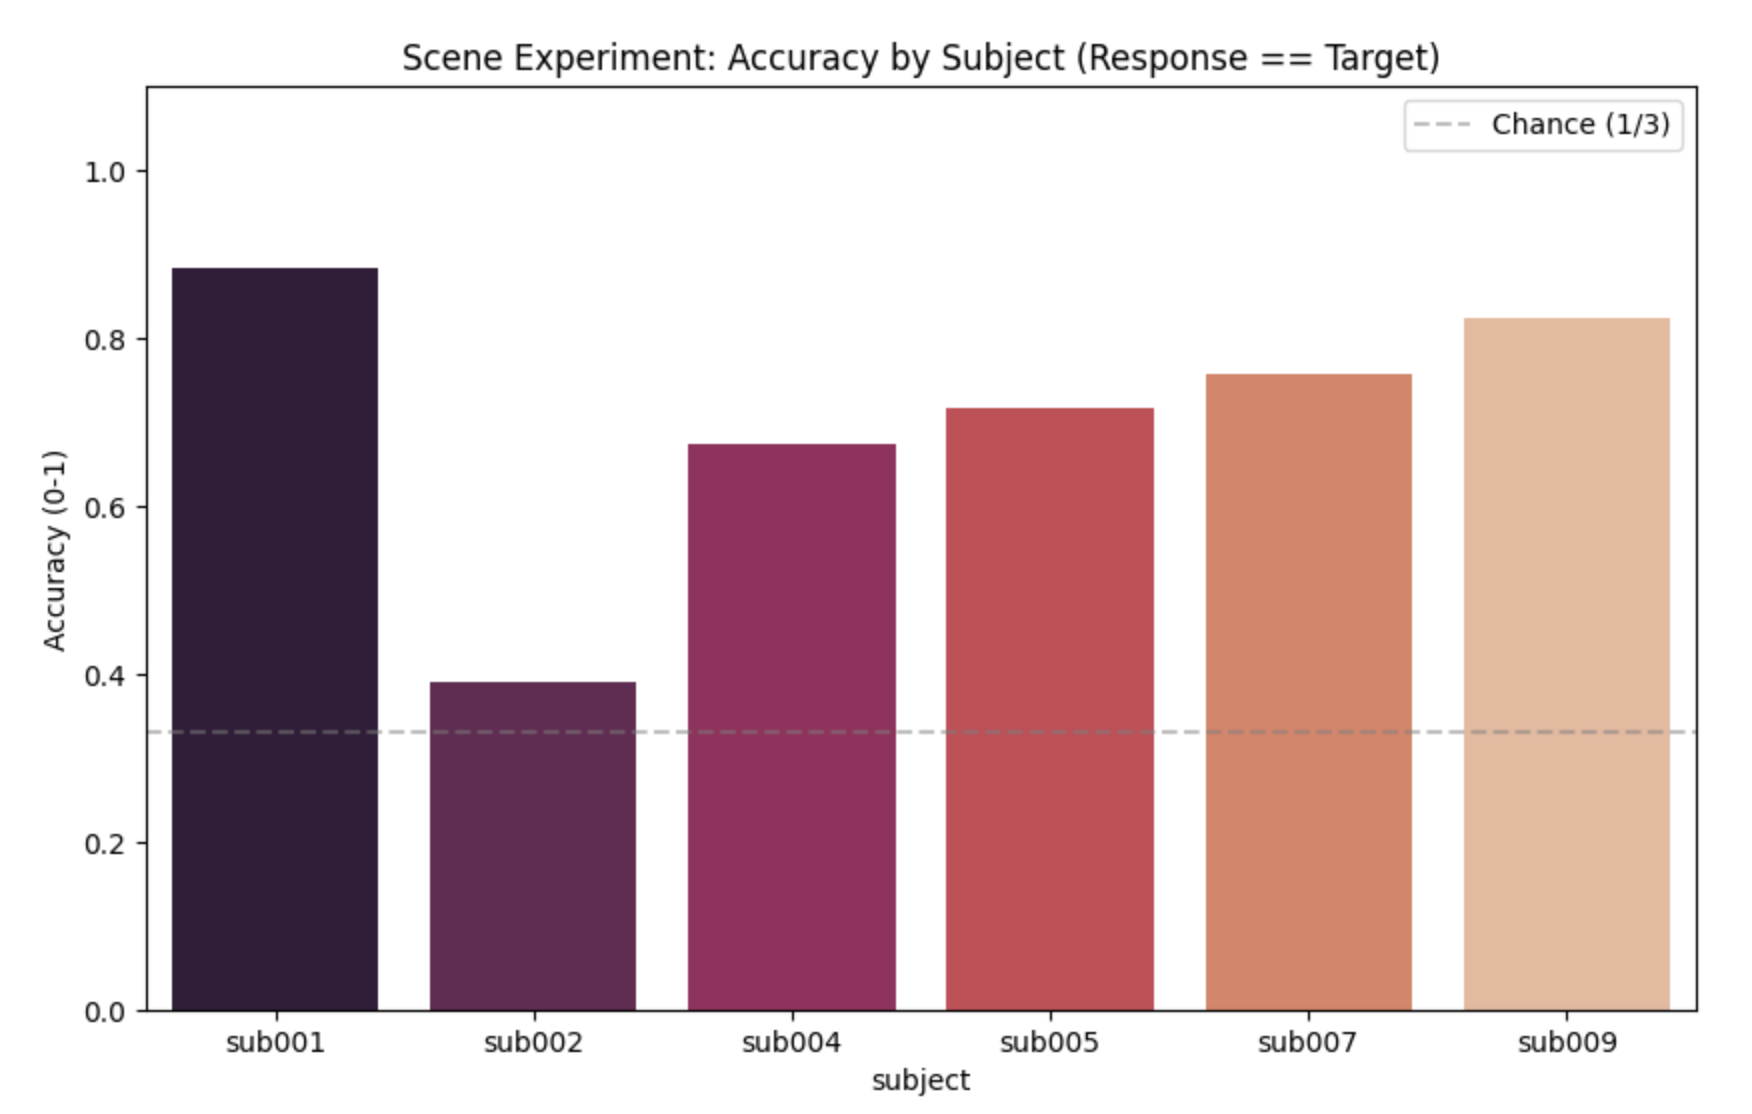 Scene Experiment: Accuracy by Subject (Response == Target)
Chance (1/3)
1.0
0.8
0.6
0.4
0.2
0.0
Accuracy (0-1)
sub001 sub002 sub004 sub005 sub007 sub009
subject